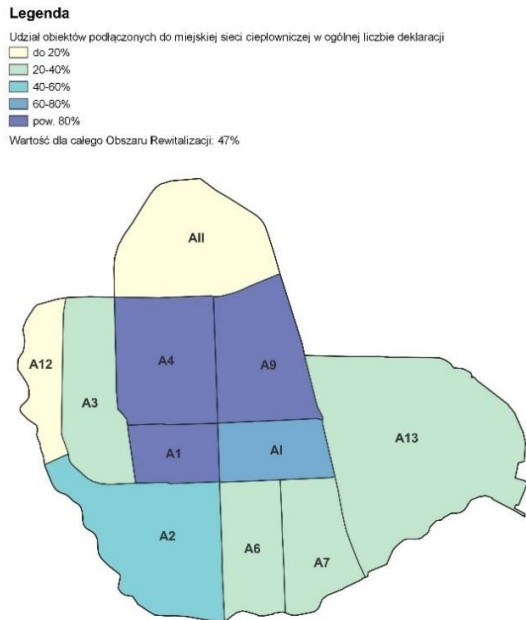 Legenda
Udział obiektów podłączonych do miejskiej sieci ciepłowniczej w ogólnej liczbie deklaracji
do 20%
20-40%
40-60%
60-80%
pow. 80%
Wartość dla całego Obszaru Rewitalizacji: 47%
AII
A12
A3
A4
A9
A13
A1
AI
A2
A6
A7